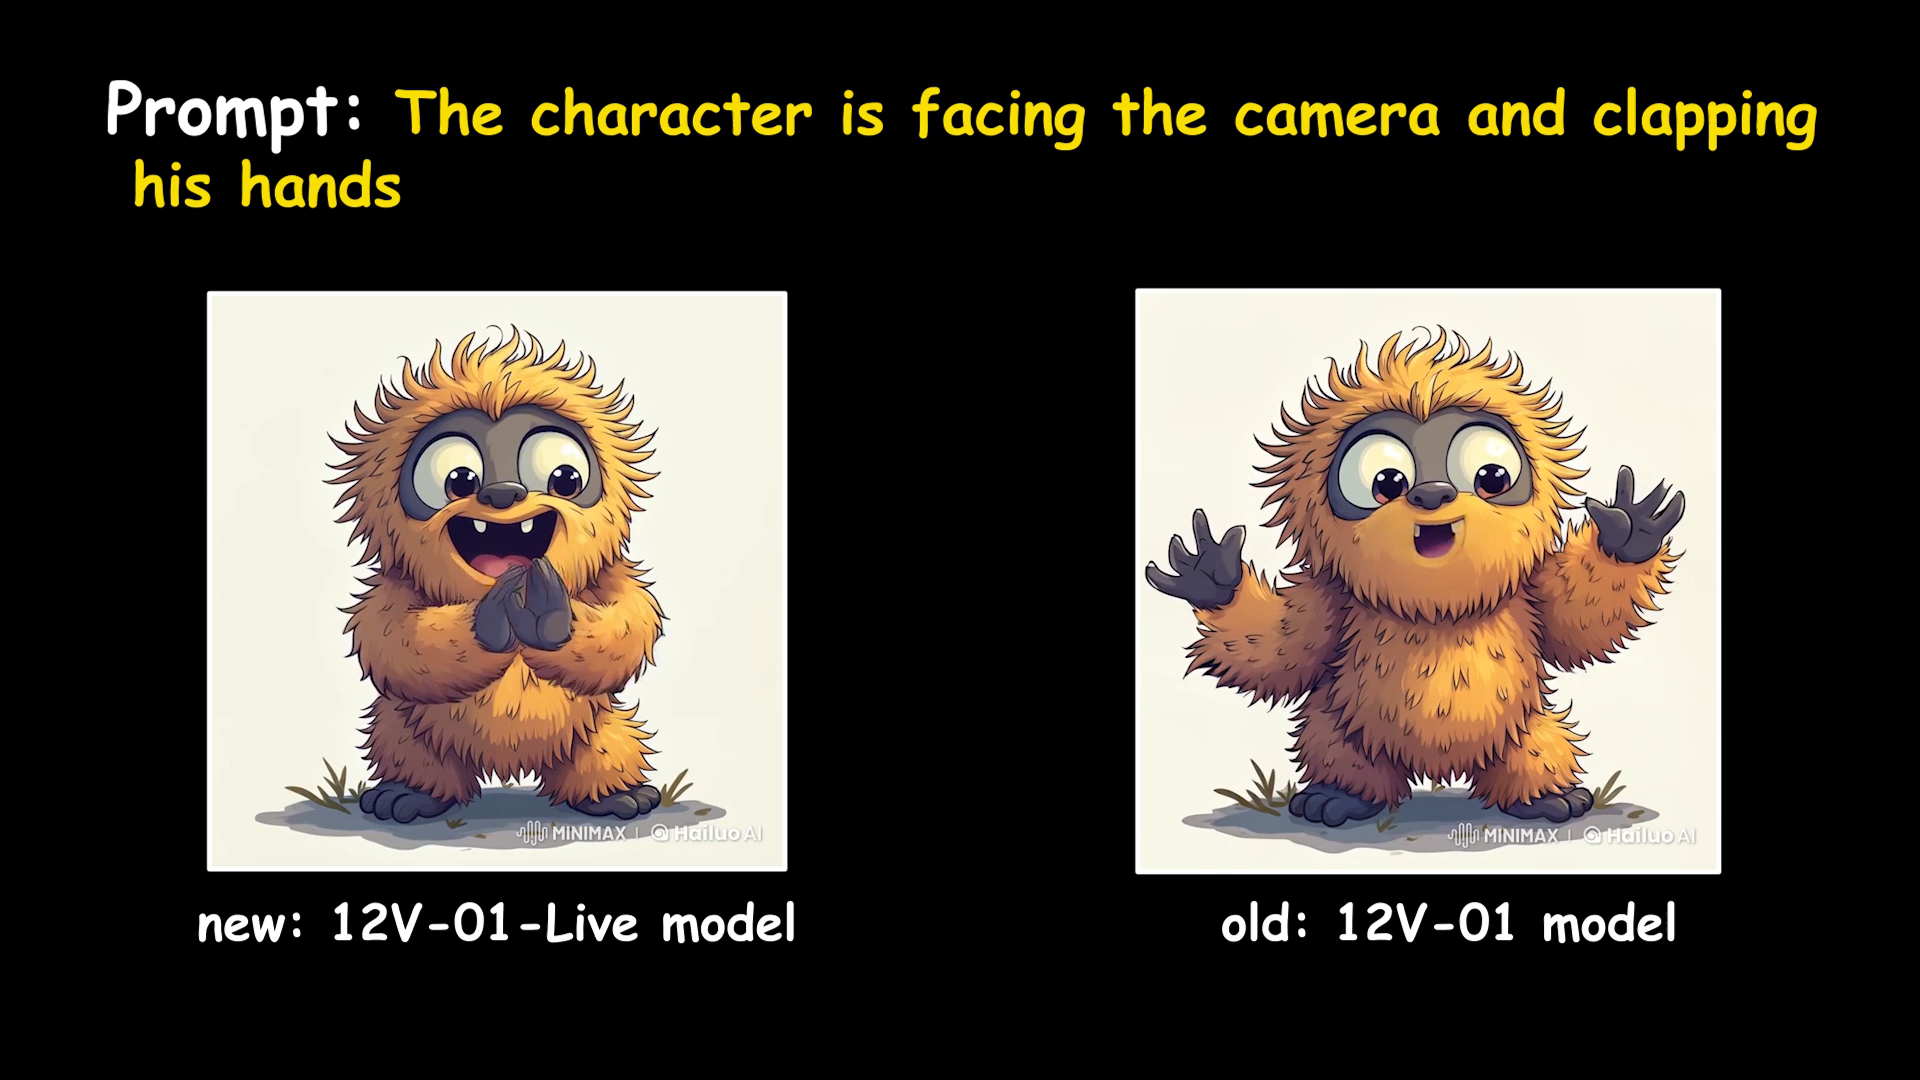 Prompt: The character is facing the camera and clapping
his hands
MINIMAX | Hailuo AI
MINIMAX | Hailuo AI
new: 12V-01-Live model
old: 12V-01 model